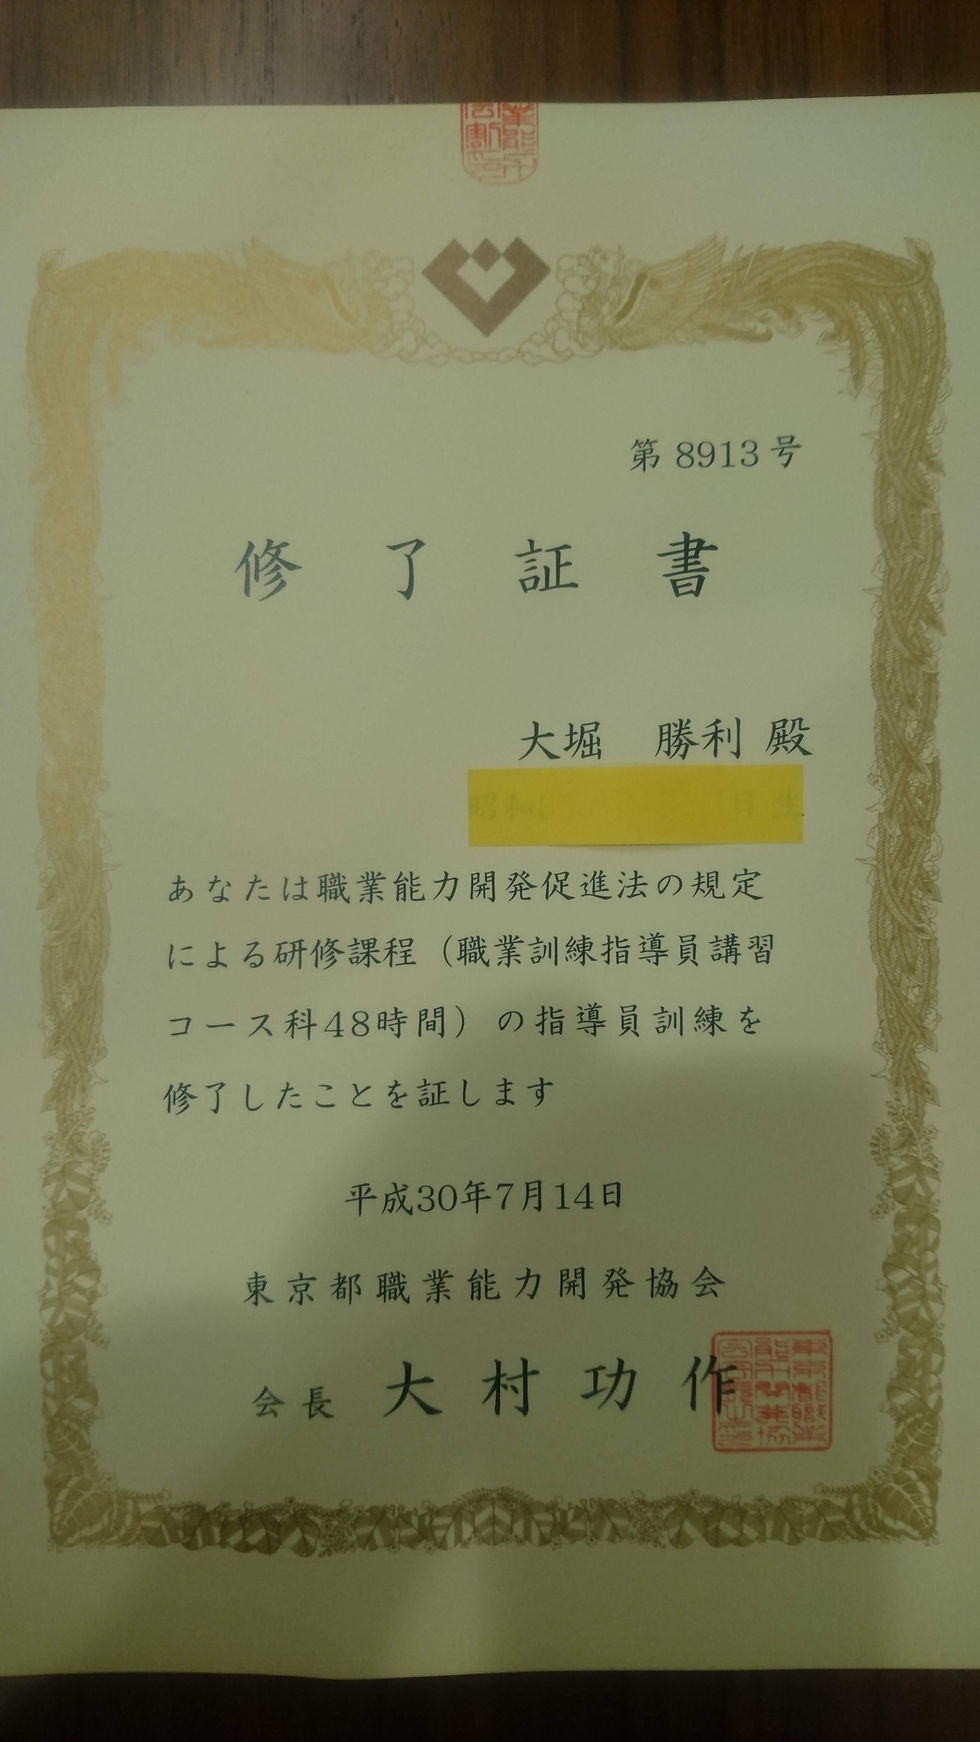 第8913号
修了証書
大堀 勝利 殿
あなたは職業能力開発促進法の規定
による研修課程（職業訓練指導員講習
コース科48時間）の指導員訓練を
修了したことを証します
平成30年7月14日
東京都職業能力開発協会
会長 大村功作